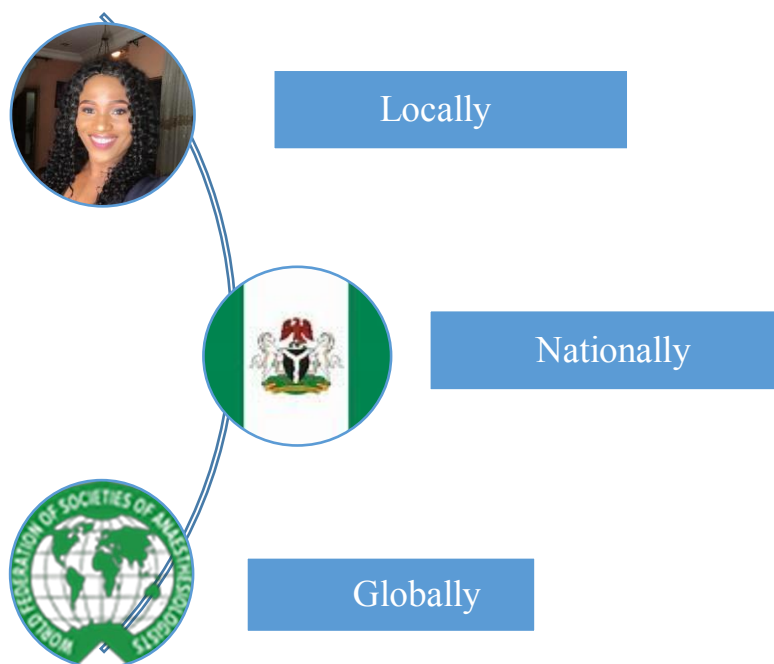 Locally
Nationally
Globally
WORLD FEDERATION OF SOCIETIES OF ANAESTHESIOLOGISTS